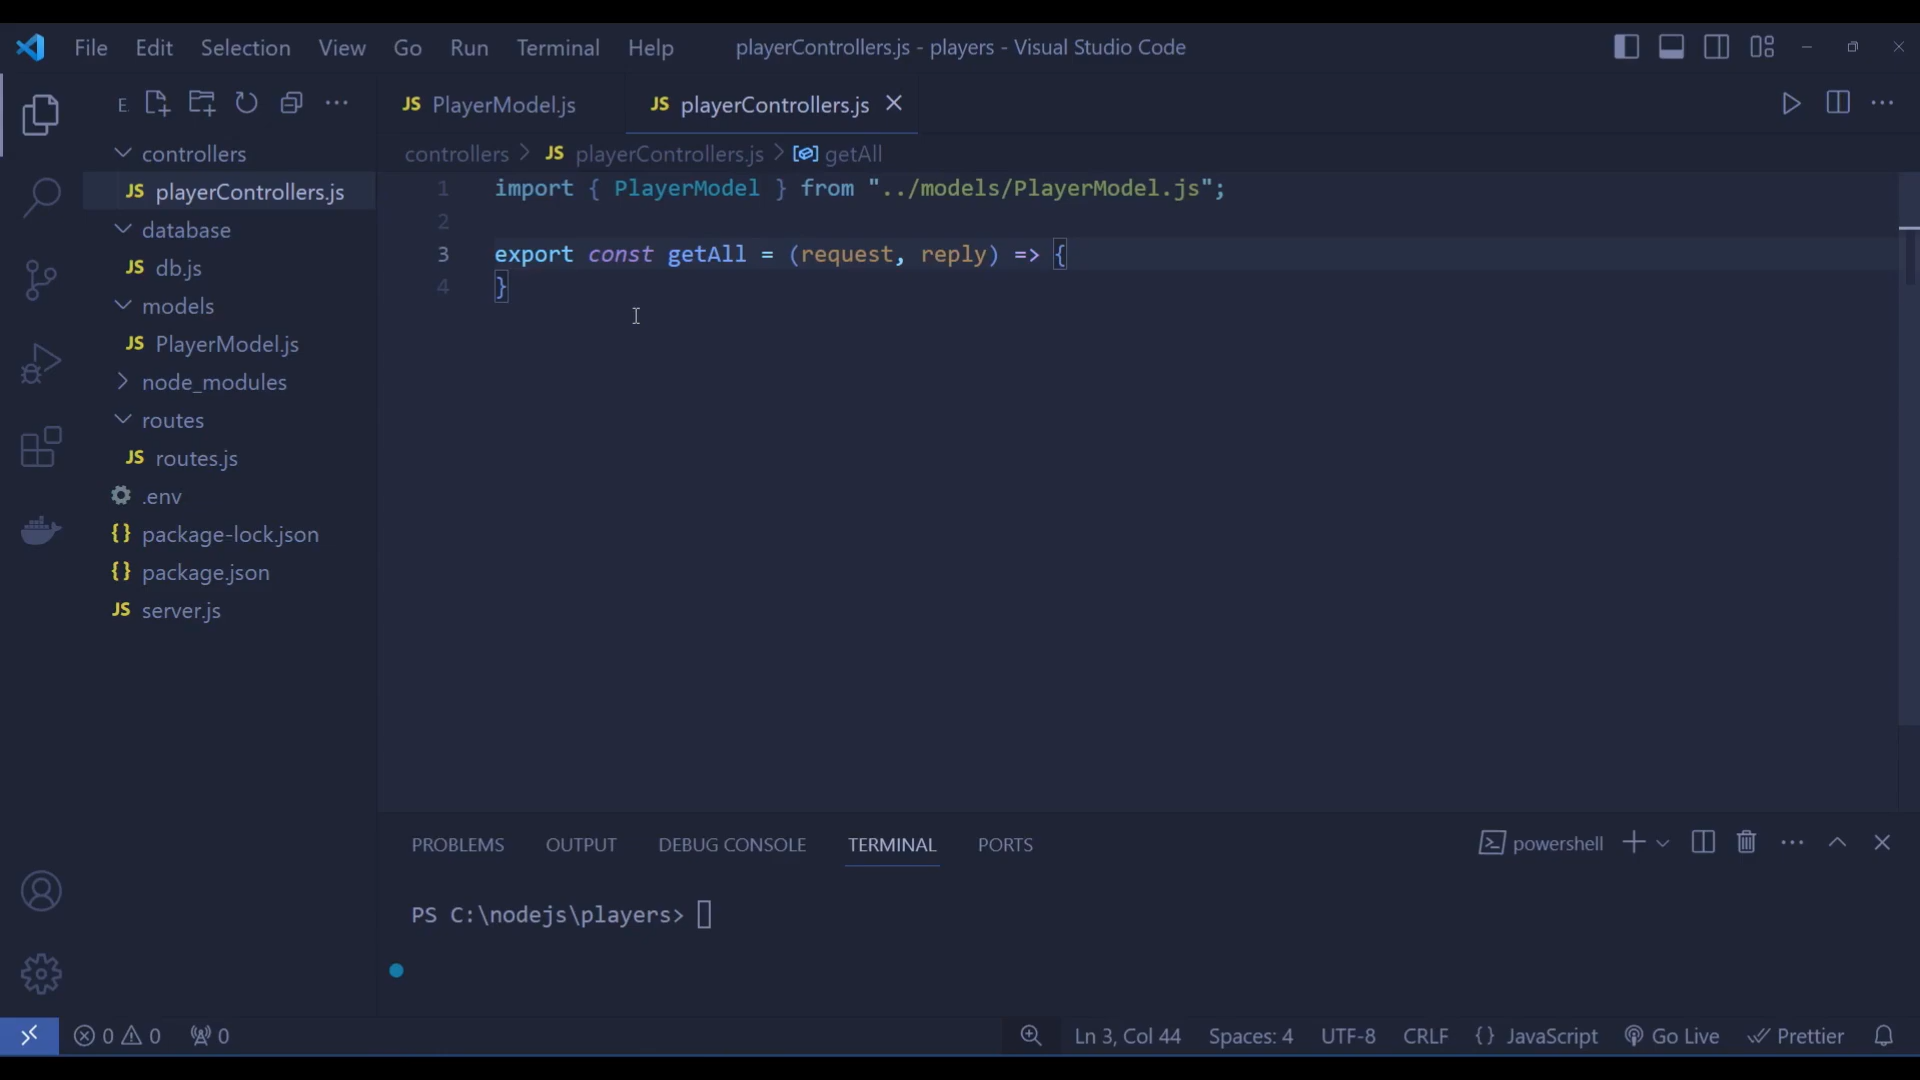 File Edit Selection View Go Run Terminal Help playerControllers.js - players - Visual Studio Code
E
JS PlayerModel.js JS playerControllers.js
controllers
controllers > JS playerControllers.js > getAll
JS playerControllers.js
1 import { PlayerModel } from "../models/PlayerModel.js";
database
2
JS db.js
3 export const getAll = (request, reply) => {
models
4 }
JS PlayerModel.js
node_modules
routes
JS routes.js
.env
{} package-lock.json
{} package.json
JS server.js
PROBLEMS OUTPUT DEBUG CONSOLE TERMINAL PORTS powershell
PS C:\nodejs\players>
0 0 0 Ln 3, Col 44 Spaces: 4 UTF-8 CRLF {} JavaScript Go Live Prettier